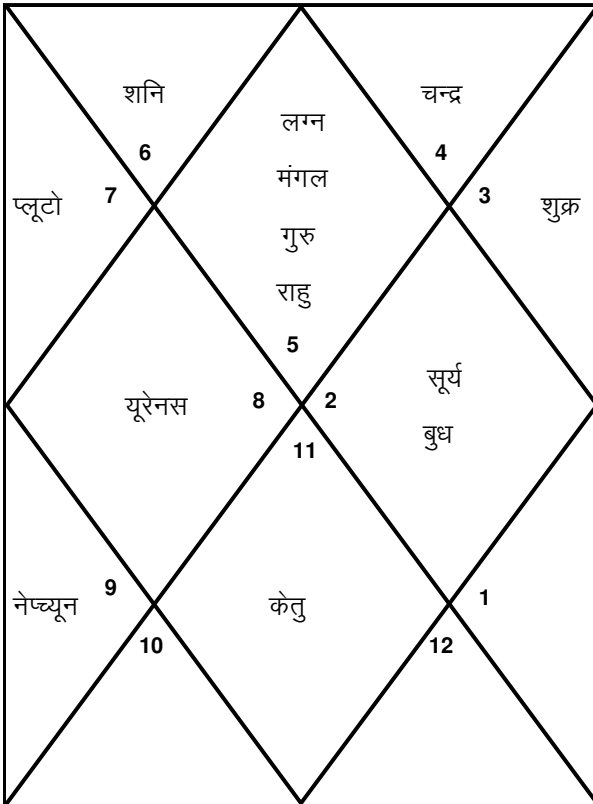 शनि
चन्द्र
लग्न
6
4
मंगल
प्लूटो
7
3
शुक्र
गुरु
राहु
5
सूर्य
यूरेनस
8
2
बुध
11
नेप्च्यून
9
केतु
1
10
12